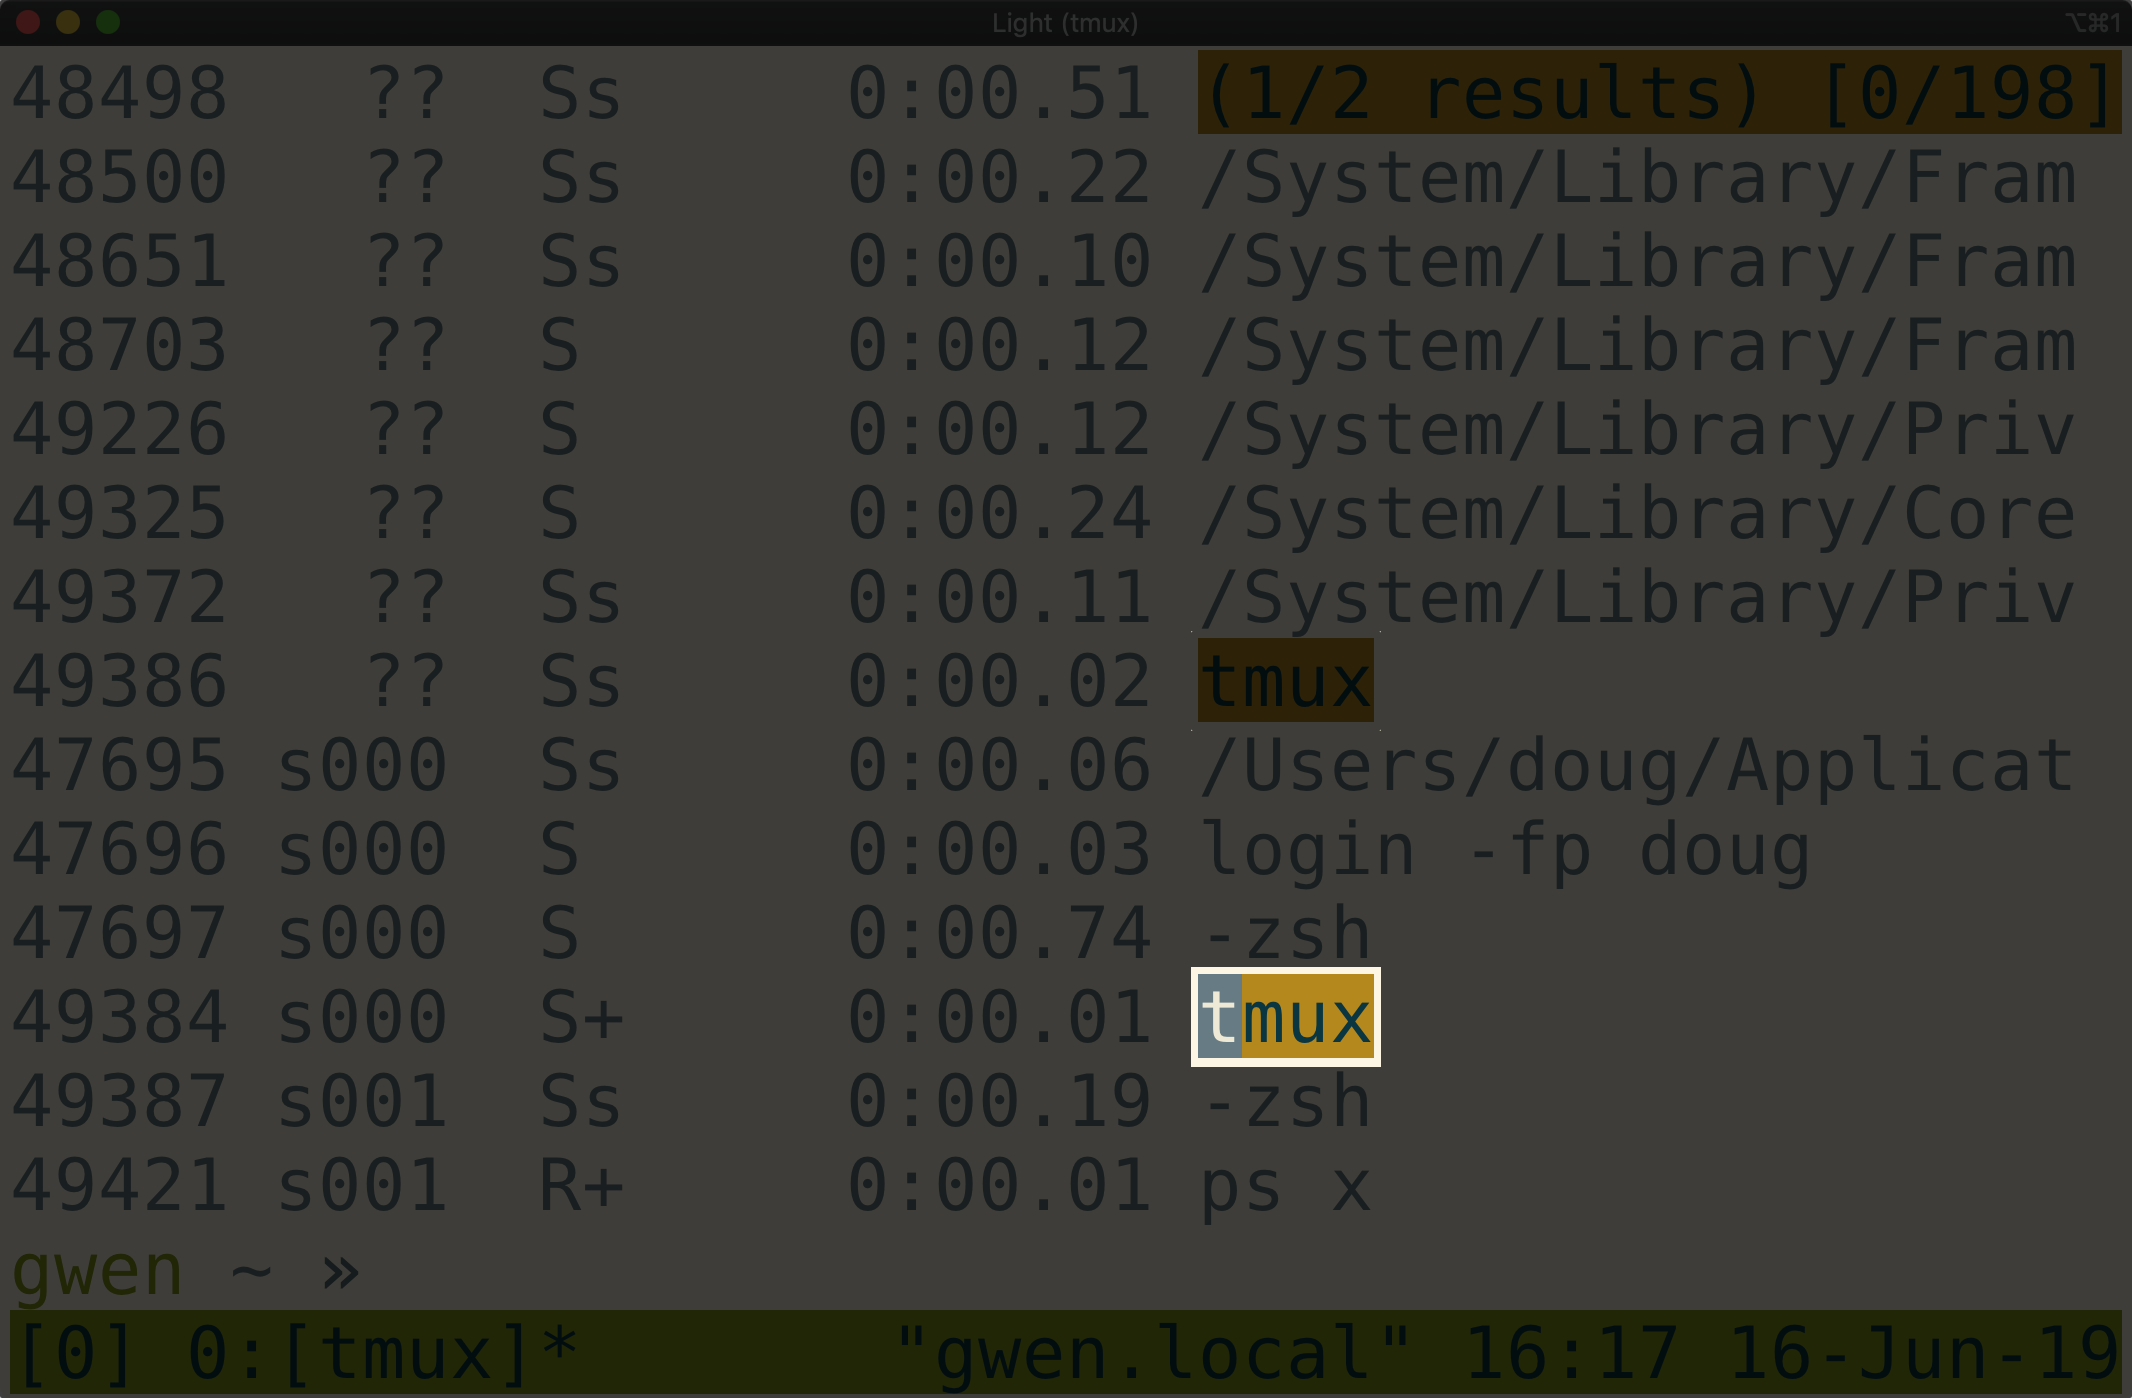 Light (tmux) ⌥⌘1
48498 ?? Ss 0:00.51 (1/2 results) [0/198]
48500 ?? Ss 0:00.22 /System/Library/Fram
48651 ?? Ss 0:00.10 /System/Library/Fram
48703 ?? S 0:00.12 /System/Library/Fram
49226 ?? S 0:00.12 /System/Library/Priv
49325 ?? S 0:00.24 /System/Library/Core
49372 ?? Ss 0:00.11 /System/Library/Priv
49386 ?? Ss 0:00.02 tmux
47695 s000 Ss 0:00.06 /Users/doug/Applicat
47696 s000 S 0:00.03 login -fp doug
47697 s000 S 0:00.74 -zsh
49384 s000 S+ 0:00.01 tmux
49387 s001 Ss 0:00.19 -zsh
49421 s001 R+ 0:00.01 ps x
gwen ~ »
[0] 0:[tmux]* "gwen.local" 16:17 16-Jun-19